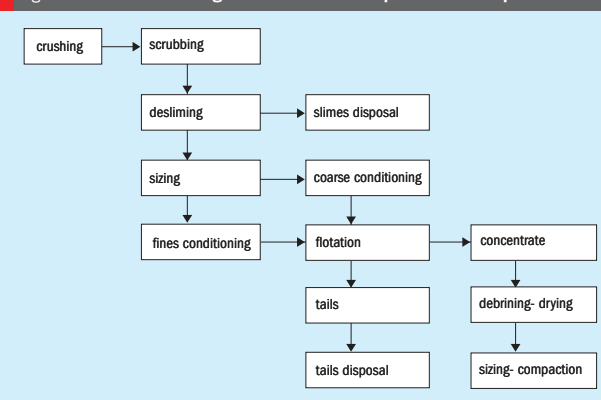 crushing
scrubbing
desliming
slimes disposal
sizing
coarse conditioning
fines conditioning
flotation
concentrate
tails
debrining- drying
tails disposal
sizing- compaction